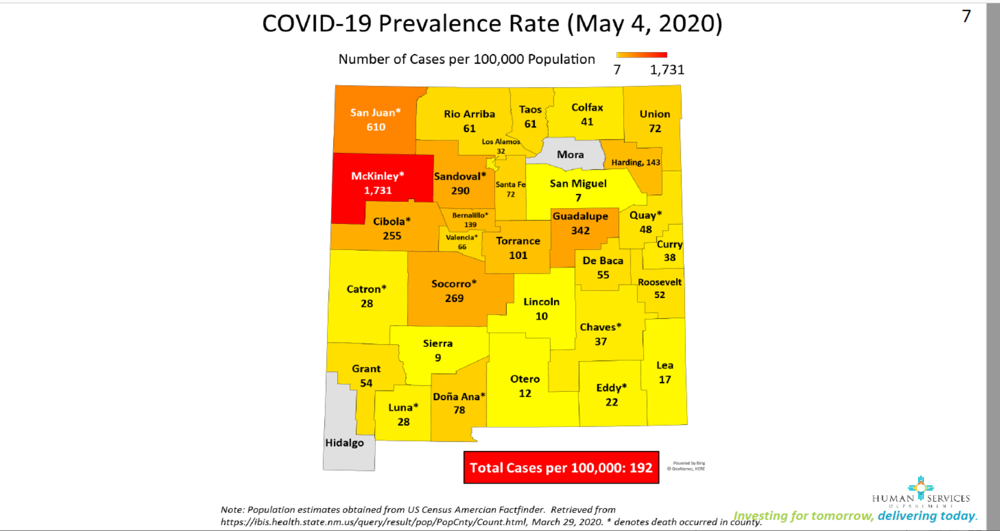 7
COVID-19 Prevalence Rate (May 4, 2020)
Number of Cases per 100,000 Population
7 1,731
San Juan*
610
Rio Arriba
61
Taos
61
Colfax
41
Union
72
Los Alamos
32
Mora
Harding, 143
McKinley*
1,731
Sandoval*
290
Santa Fe
72
San Miguel
7
Cibola*
255
Bernalillo*
139
Guadalupe
342
Quay*
48
Valencia*
66
Torrance
101
Curry
38
De Baca
55
Catron*
28
Socorro*
269
Roosevelt
52
Lincoln
10
Chaves*
37
Sierra
9
Grant
54
Lea
17
Otero
12
Eddy*
22
Doña Ana*
78
Luna*
28
Hidalgo
Total Cases per 100,000: 192
Powered by Bing
© GeoNames, HERE
HUMAN SERVICES
DEPARTMENT
Investing for tomorrow, delivering today.
Note: Population estimates obtained from US Census Amercian Factfinder. Retrieved from
https://ibis.health.state.nm.us/query/result/pop/PopCnty/Count.html, March 29, 2020. * denotes death occurred in county.